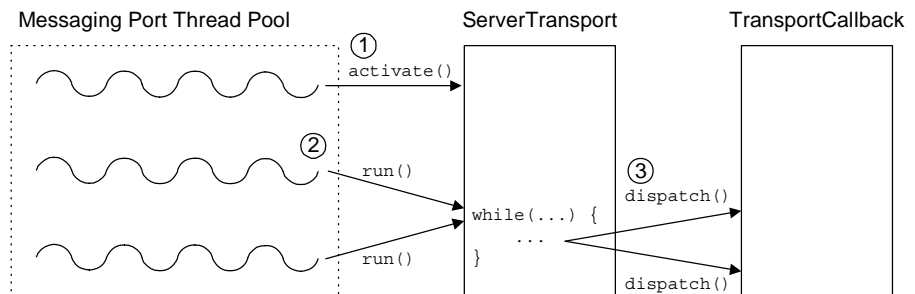 Messaging Port Thread Pool
ServerTransport
TransportCallback
1
activate()
2
run()
3
dispatch()
while(...) {
...
}
run()
dispatch()